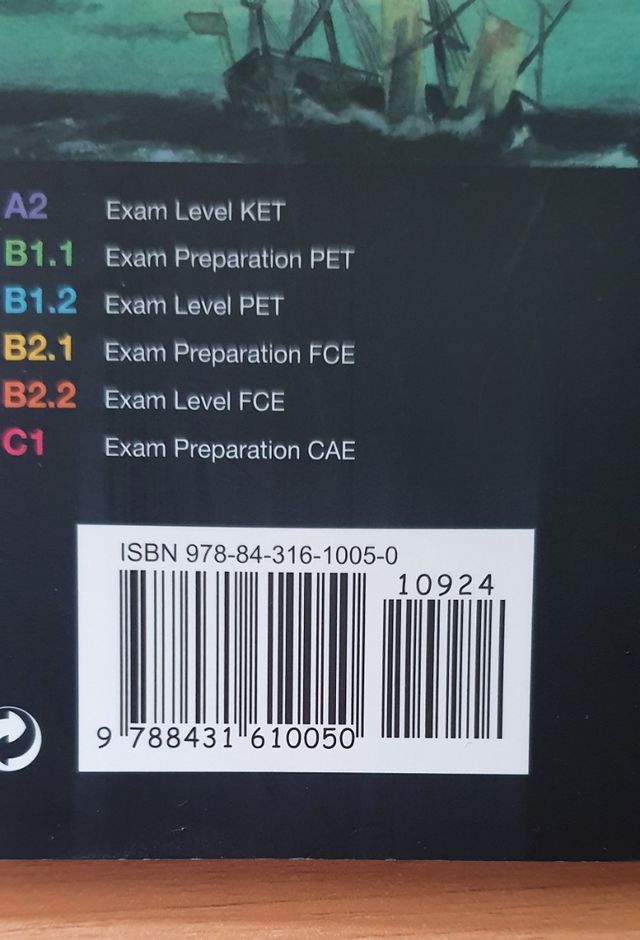 A2 Exam Level KET
B1.1 Exam Preparation PET
B1.2 Exam Level PET
B2.1 Exam Preparation FCE
B2.2 Exam Level FCE
C1 Exam Preparation CAE
ISBN 978-84-316-1005-0
10924
9 788431 610050